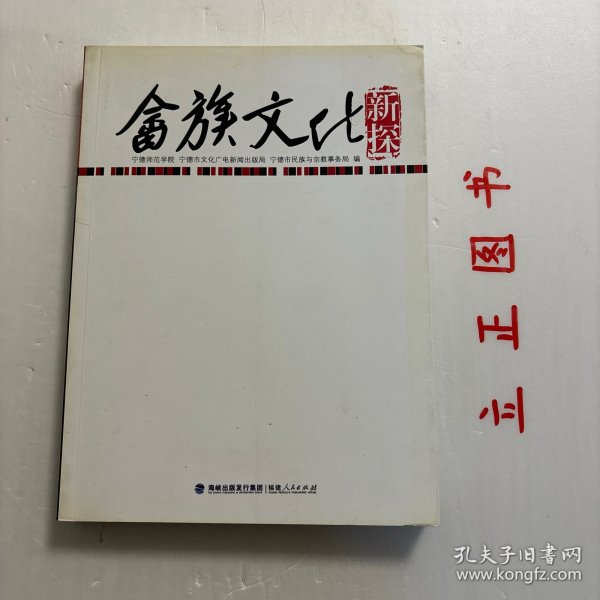 畲族文化
新探
宁德师范学院 宁德市文化广电新闻出版局 宁德市民族与宗教事务局 编
海峡出版发行集团 | 福建人民出版社
正图书
孔夫子旧书网
www.kongfz.com